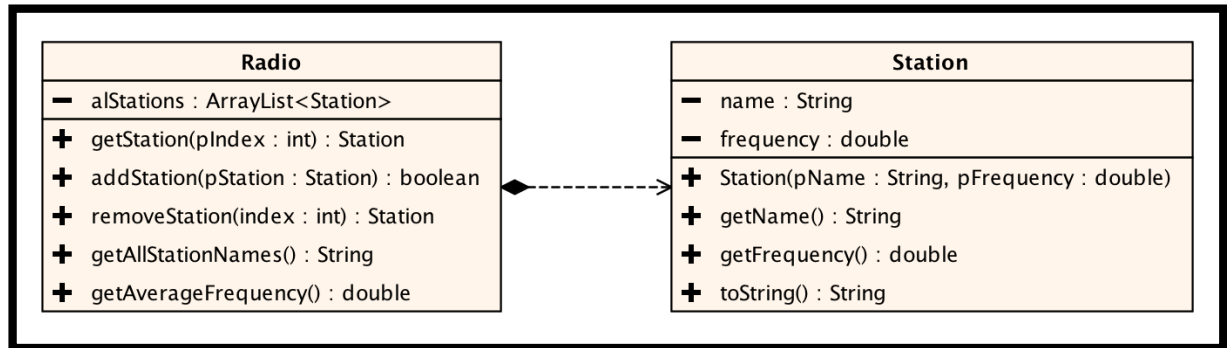 Radio
− alStations : ArrayList<Station>
+ getStation(pIndex : int) : Station
+ addStation(pStation : Station) : boolean
+ removeStation(index : int) : Station
+ getAllStationNames() : String
+ getAverageFrequency() : double
Station
− name : String
− frequency : double
+ Station(pName : String, pFrequency : double)
+ getName() : String
+ getFrequency() : double
+ toString() : String